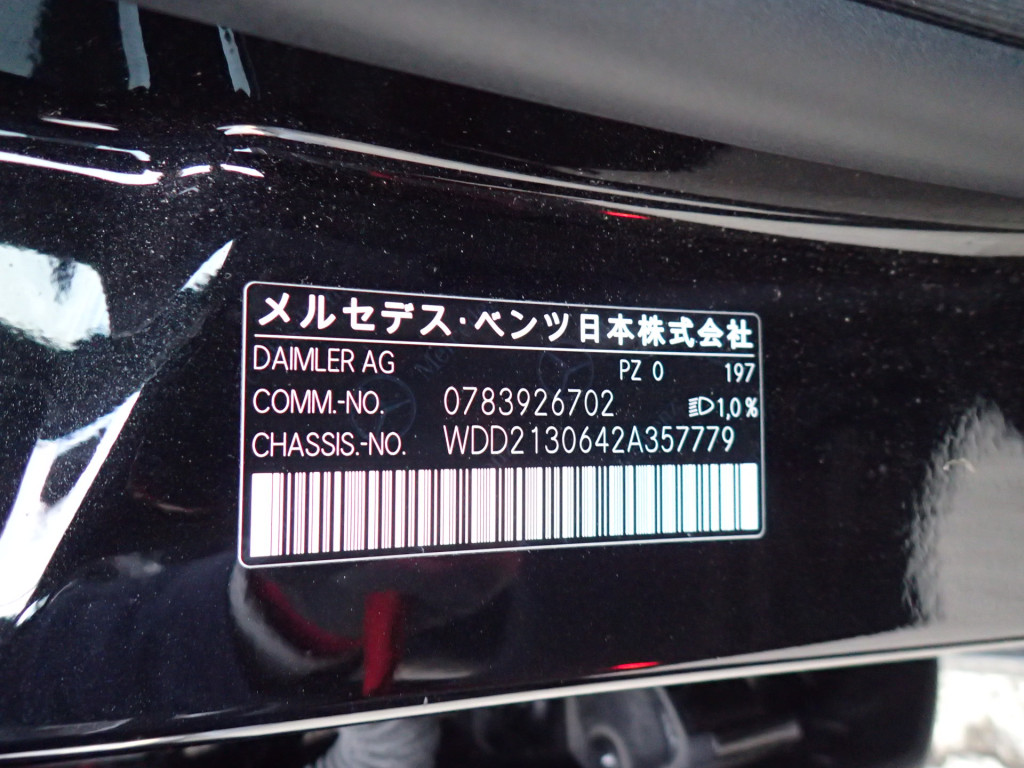 メルセデス・ベンツ日本株式会社
DAIMLER AG PZ 0 197
COMM.-NO. 0783926702 1,0%
CHASSIS.-NO. WDD2130642A357779